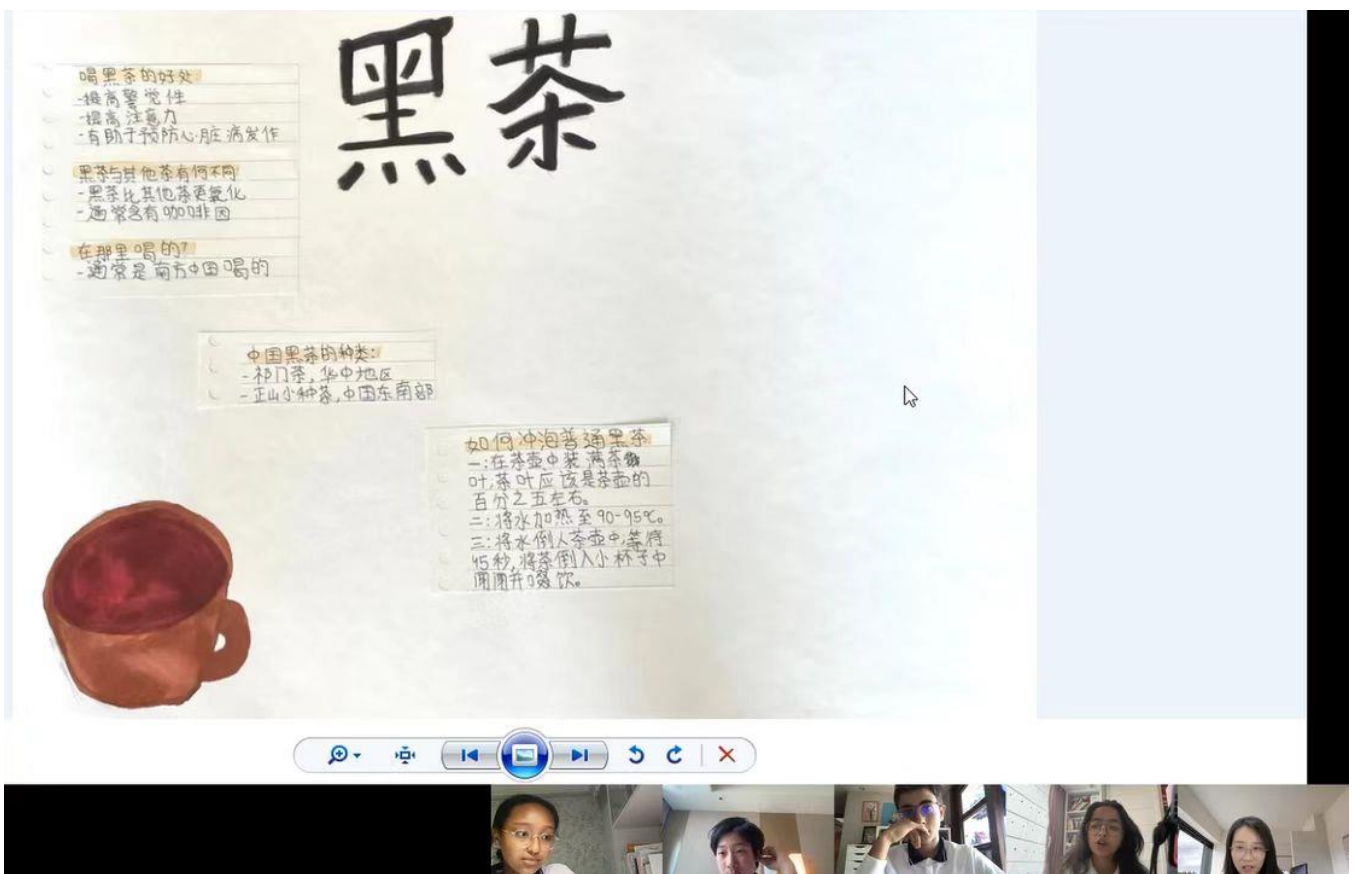 黑茶
喝黑茶的好处
-提高警觉性
-提高注意力
-有助于预防心脏病发作
黑茶与其他茶有何不同
-黑茶比其他茶更氧化
-通常含有咖啡因
在那里喝的?
-通常是南方中国喝的
中国黑茶的种类:
-祁门茶,华中地区
-正山小种茶,中国东南部
如何冲泡普通黑茶
一:在茶壶中装满茶
叶,茶叶应该是茶壶的
百分之五左右。
二:将水加热至90-95℃。
三:将水倒入茶壶中,等待
45秒,将茶倒入小杯子中
饮。